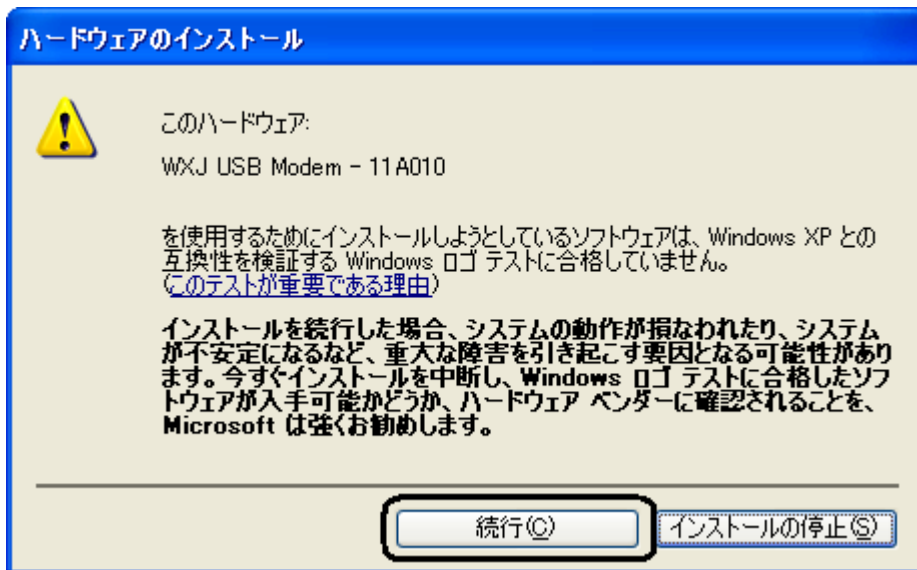 ハードウェアのインストール
このハードウェア:
WXJ USB Modem - 11A010
を使用するためにインストールしようとしているソフトウェアは、Windows XP との
互換性を検証する Windows ロゴ テストに合格していません。
(このテストが重要である理由)
インストールを続行した場合、システムの動作が損なわれたり、システム
が不安定になるなど、重大な障害を引き起こす要因となる可能性があり
ます。今すぐインストールを中断し、Windows ロゴ テストに合格したソフ
トウェアが入手可能かどうか、ハードウェア ベンダーに確認されることを、
Microsoft は強くお勧めします。
続行(C) インストールの停止(S)